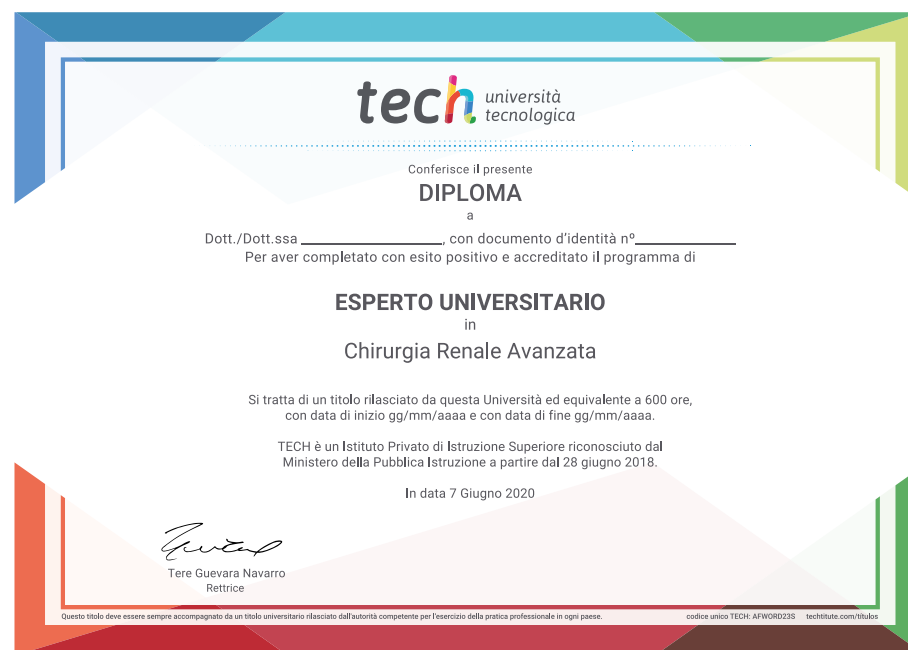 tech università
tecnologica
Conferisce il presente
DIPLOMA
a
Dott./Dott.ssa ________________, con documento d'identità nº____________
Per aver completato con esito positivo e accreditato il programma di
ESPERTO UNIVERSITARIO
in
Chirurgia Renale Avanzata
Si tratta di un titolo rilasciato da questa Università ed equivalente a 600 ore,
con data di inizio gg/mm/aaaa e con data di fine gg/mm/aaaa.
TECH è un Istituto Privato di Istruzione Superiore riconosciuto dal
Ministero della Pubblica Istruzione a partire dal 28 giugno 2018.
In data 7 Giugno 2020
Tere Guevara Navarro
Rettrice
Questo titolo deve essere sempre accompagnato da un titolo universitario rilasciato dall'autorità competente per l'esercizio della pratica professionale in ogni paese. codice unico TECH: AFWORD23S techtitute.com/titulos